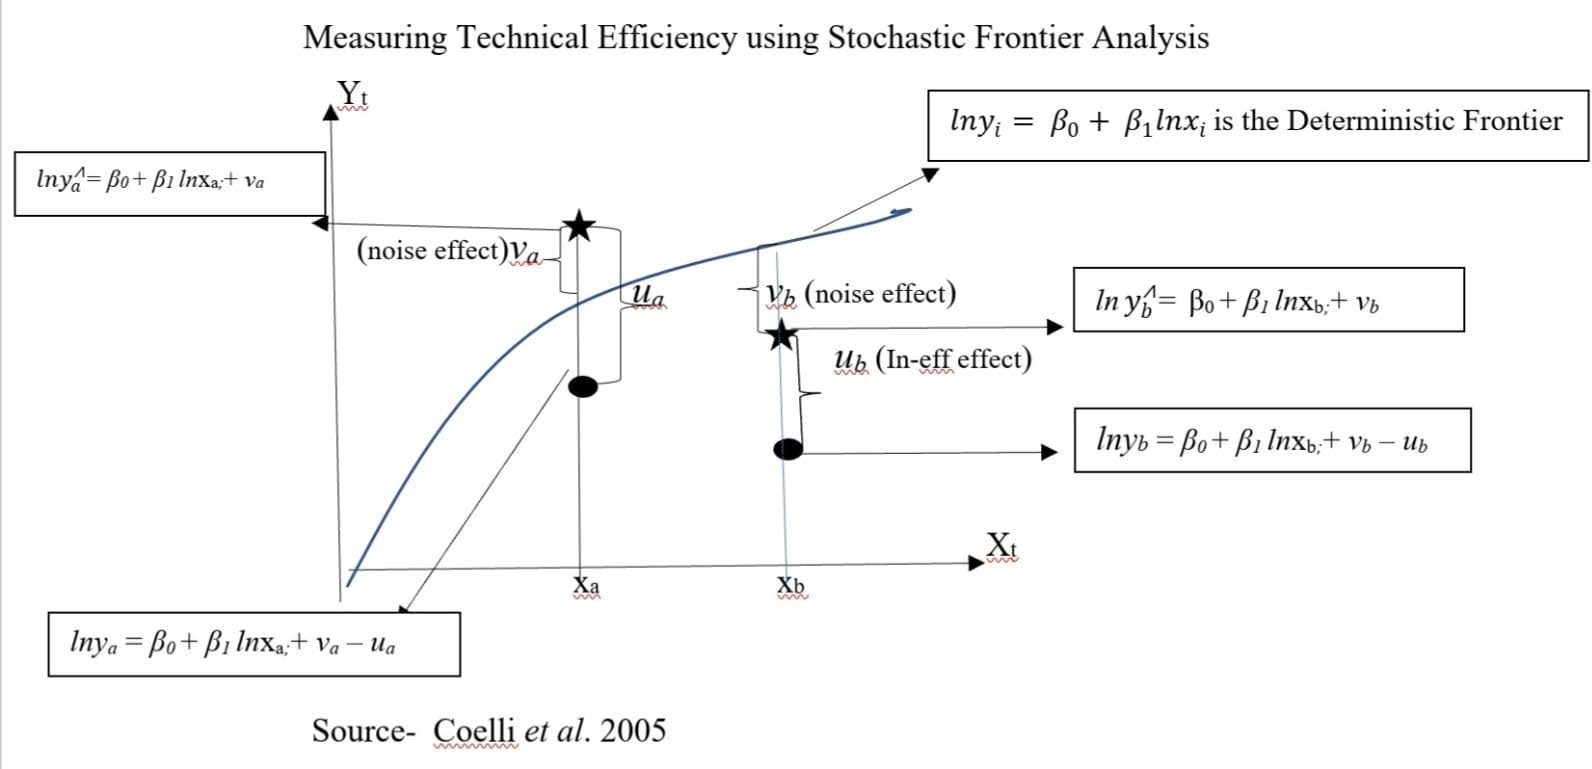 Measuring Technical Efficiency using Stochastic Frontier Analysis
Yt
lnyᵢ = β₀ + β₁lnxᵢ is the Deterministic Frontier
lnyₐ^= β0+ β1 lnxa;+ va
(noise effect)va
ua
vb (noise effect)
ln yb^= β0+ β1 lnxb;+ vb
ub (In-eff effect)
lnyb = β0+ β1 lnxb;+ vb – ub
Xt
Xa
Xb
lnya = β0+ β1 lnxa;+ va – ua
Source- Coelli et al. 2005